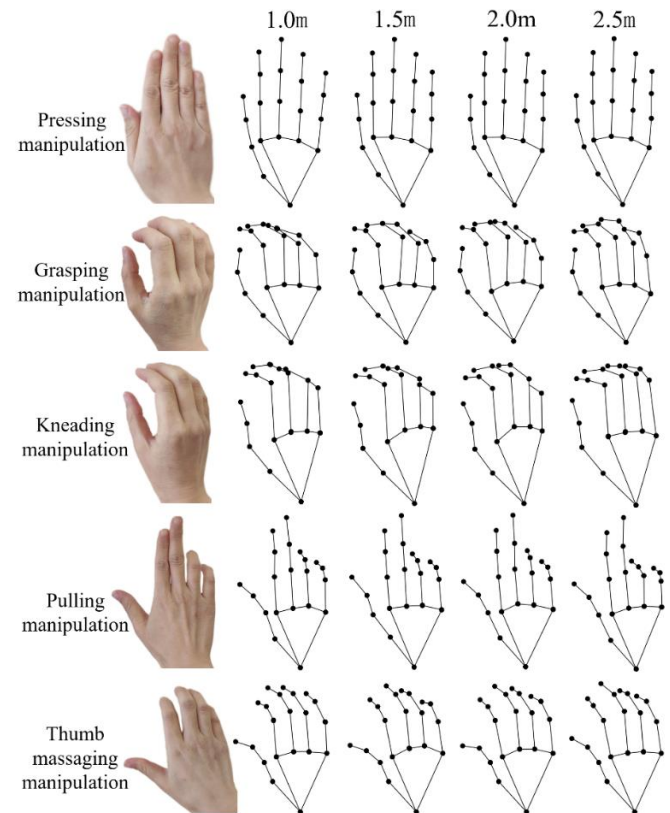 1.0m 1.5m 2.0m 2.5m
Pressing
manipulation
Grasping
manipulation
Kneading
manipulation
Pulling
manipulation
Thumb
massaging
manipulation